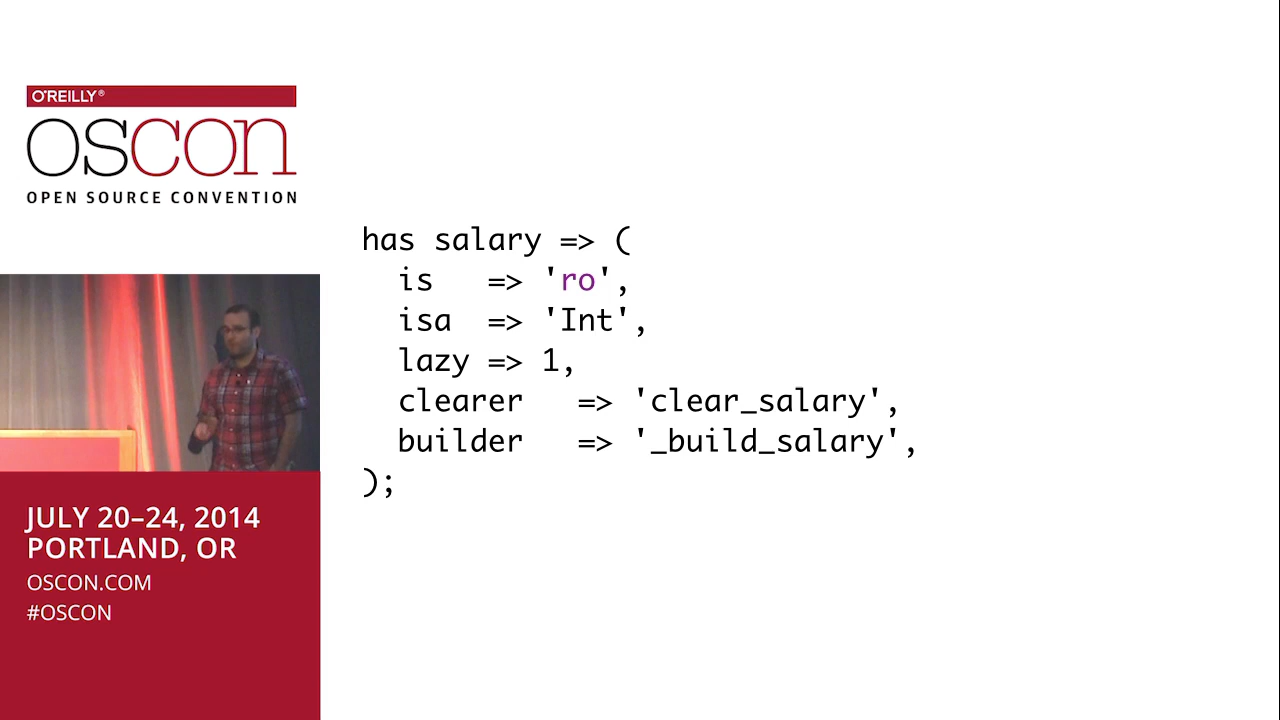 O'REILLY®
OSCON
OPEN SOURCE CONVENTION
has salary => (
  is   => 'ro',
  isa  => 'Int',
  lazy => 1,
  clearer   => 'clear_salary',
  builder   => '_build_salary',
);
JULY 20–24, 2014
PORTLAND, OR
OSCON.COM
#OSCON